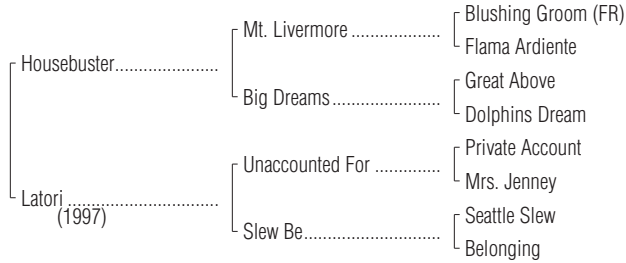 Blushing Groom (FR)
Mt. Livermore ..................
Flama Ardiente
Housebuster.....................
Great Above
Big Dreams......................
Dolphins Dream
Private Account
Unaccounted For .............
Mrs. Jenney
Latori ..............................
(1997)
Seattle Slew
Slew Be...........................
Belonging